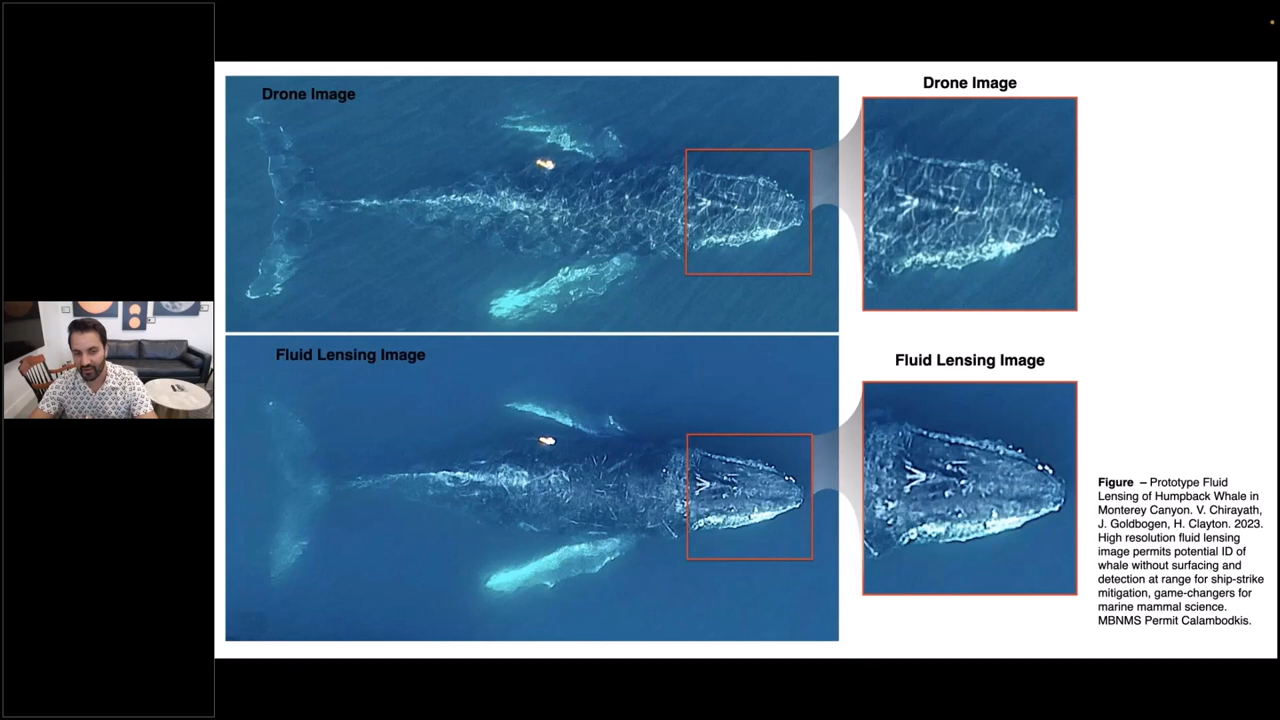 Drone Image
Drone Image
Fluid Lensing Image
Fluid Lensing Image
Figure – Prototype Fluid
Lensing of Humpback Whale in
Monterey Canyon. V. Chirayath,
J. Goldbogen, H. Clayton. 2023.
High resolution fluid lensing
image permits potential ID of
whale without surfacing and
detection at range for ship-strike
mitigation, game-changers for
marine mammal science.
MBNMS Permit Calambodkis.